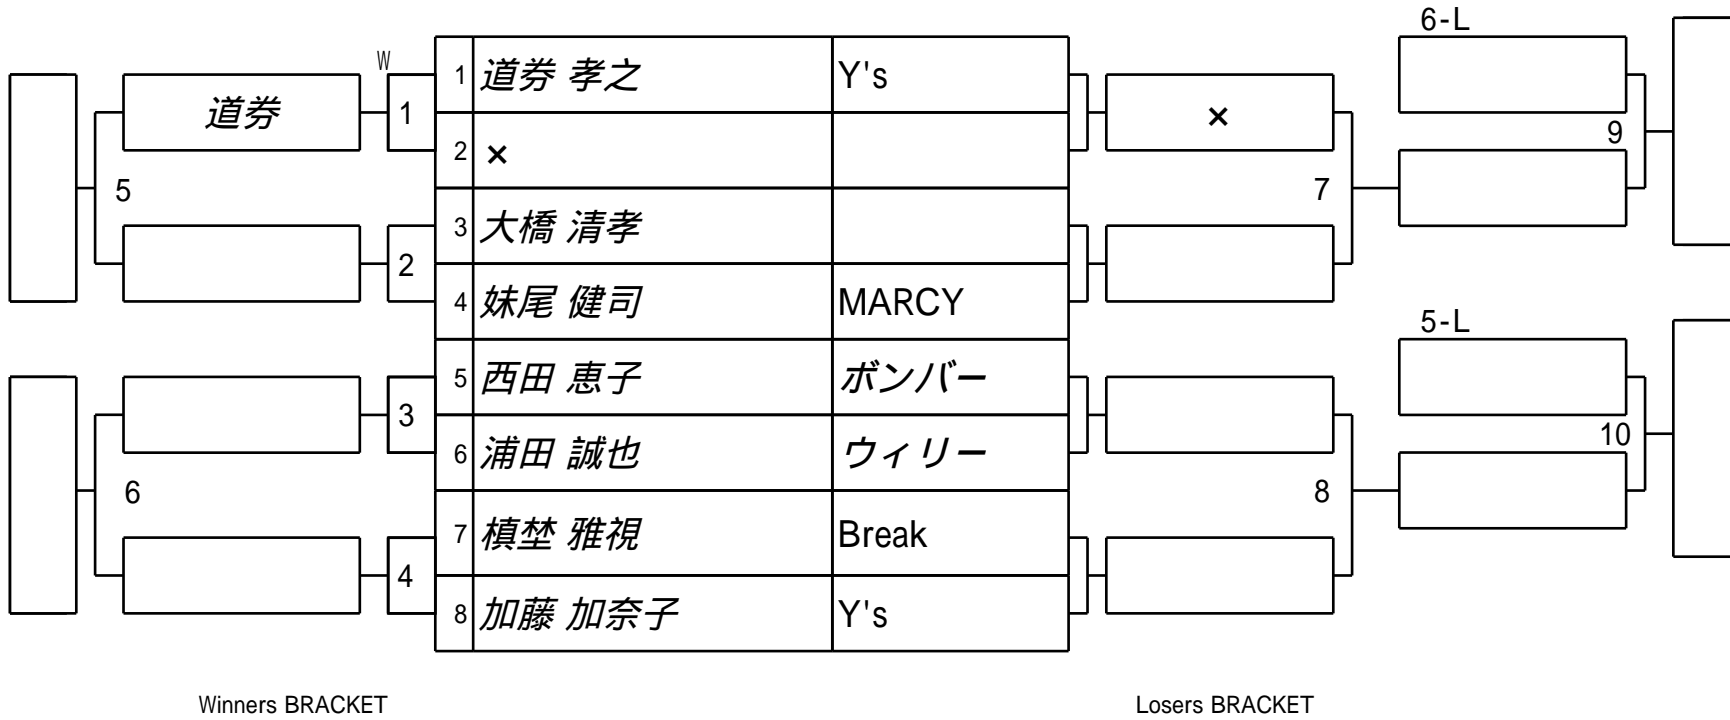 6-L
W
1 道券 孝之 Y's
道券 1 ×
2 ×
9
5 7
3 大橋 清孝
2
4 妹尾 健司 MARCY
5-L
5 西田 恵子 ボンバー
3
10
6 浦田 誠也 ウィリー
6 8
7 槙埜 雅視 Break
4
8 加藤 加奈子 Y's
Winners BRACKET Losers BRACKET